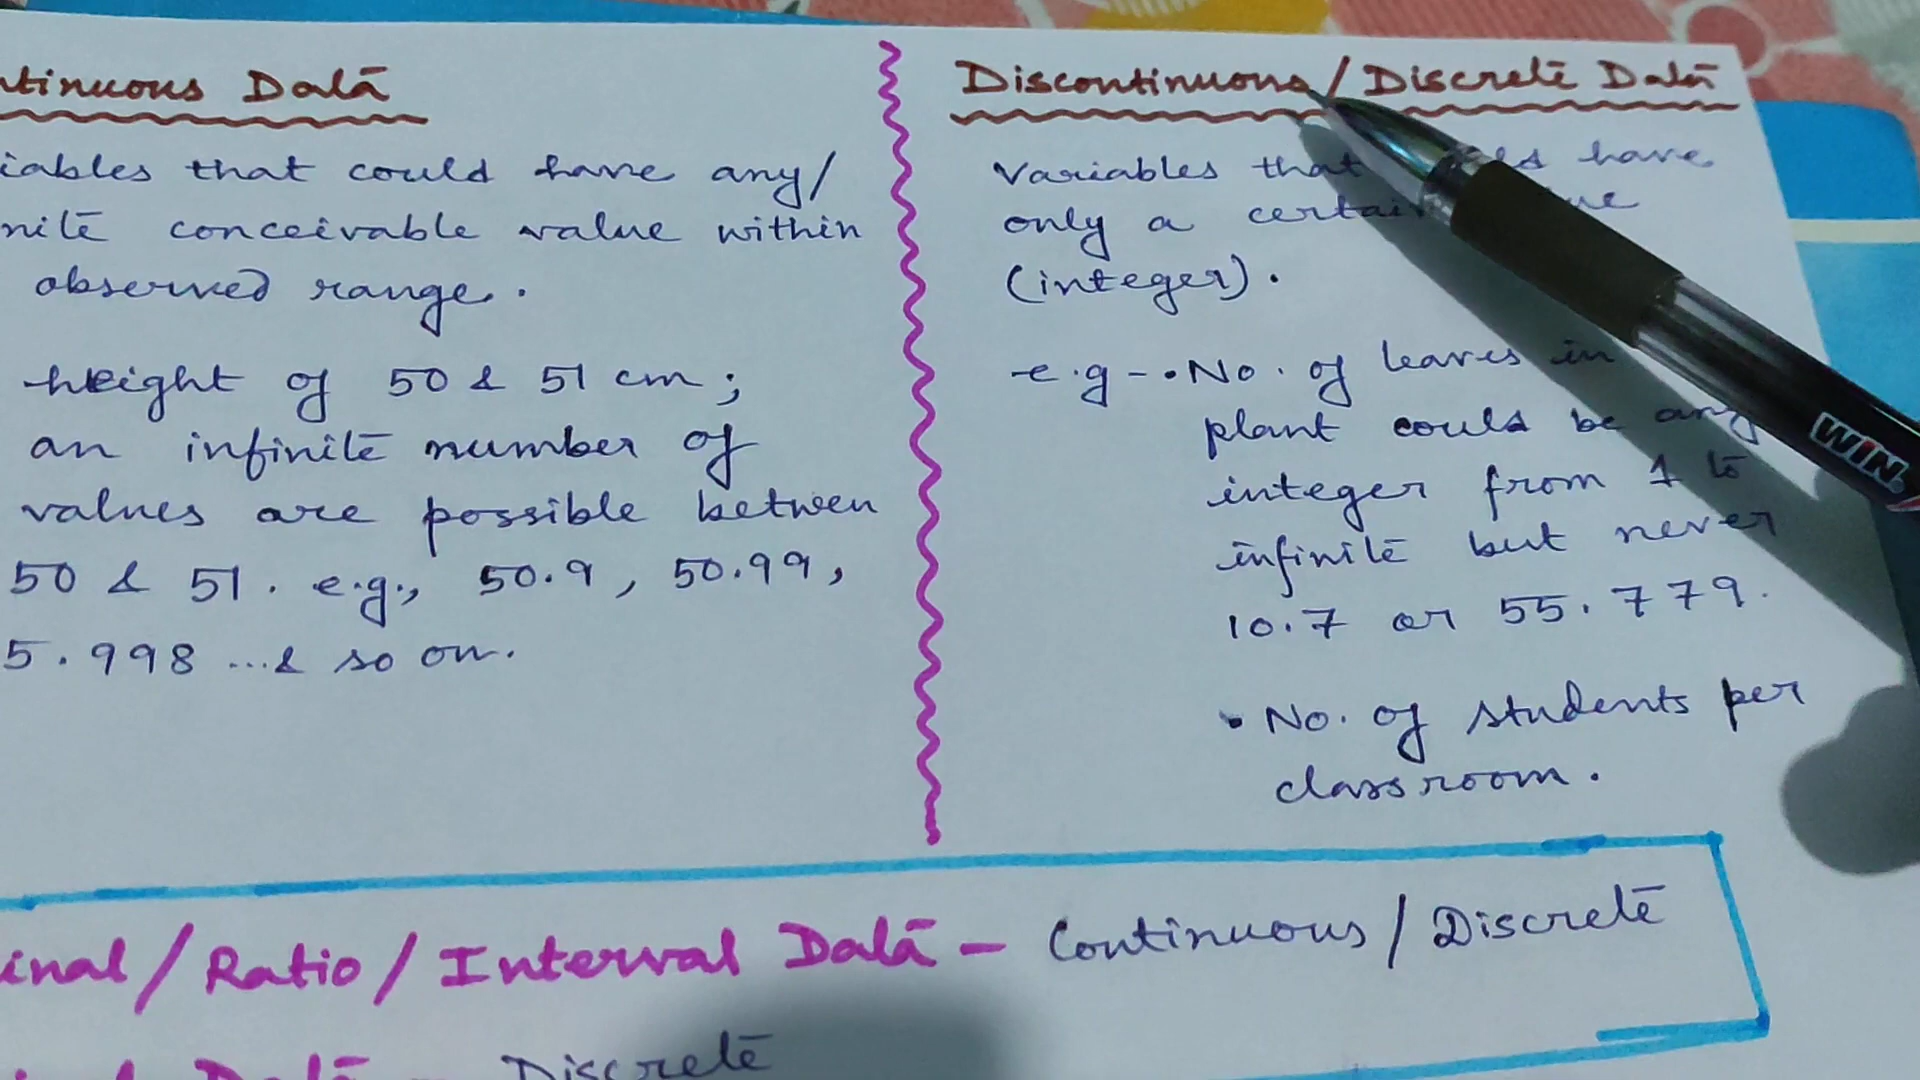 ntinuous Data
iables that could have any/
nite conceivable value within
observed range.
height of 50 & 51 cm;
an infinite number of
values are possible between
50 & 51. e.g., 50.9, 50.99,
5.998 ...& so on.
Discontinuous/Discrete Data
Variables that have
only a
(integer).
e.g - • No. of leaves in
plant could be any
integer from 1 to
infinite but never
10.7 or 55.779.
• No. of students per
classroom.
inal/Ratio/Interval Data - Continuous/Discrete
Data - Discrete
WIN